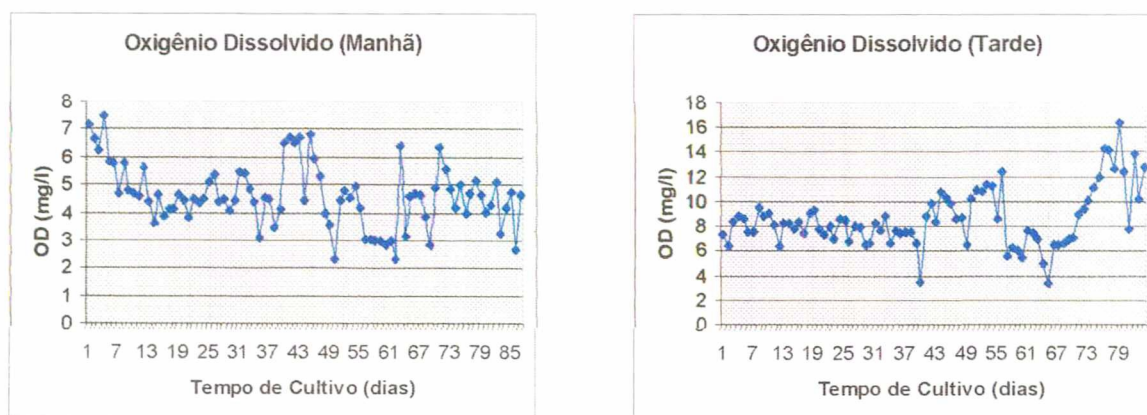 Oxigênio Dissolvido (Manhã)
OD (mg/l)
8
7
6
5
4
3
2
1
0
1 7 13 19 25 31 37 43 49 55 61 67 73 79 85
Tempo de Cultivo (dias)
Oxigênio Dissolvido (Tarde)
OD (mg/l)
18
16
14
12
10
8
6
4
2
0
1 7 13 19 25 31 37 43 49 55 61 67 73 79
Tempo de Cultivo (dias)